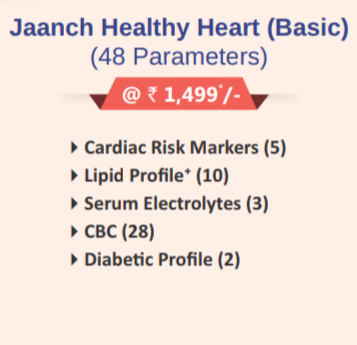 Jaanch Healthy Heart (Basic)
(48 Parameters)
@ ₹ 1,499*/-
▸ Cardiac Risk Markers (5)
▸ Lipid Profile⁺ (10)
▸ Serum Electrolytes (3)
▸ CBC (28)
▸ Diabetic Profile (2)